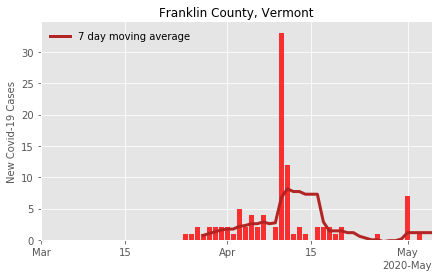 Franklin County, Vermont
7 day moving average
New Covid-19 Cases
30
25
20
15
10
5
0
Mar
15
Apr
15
May
2020-May